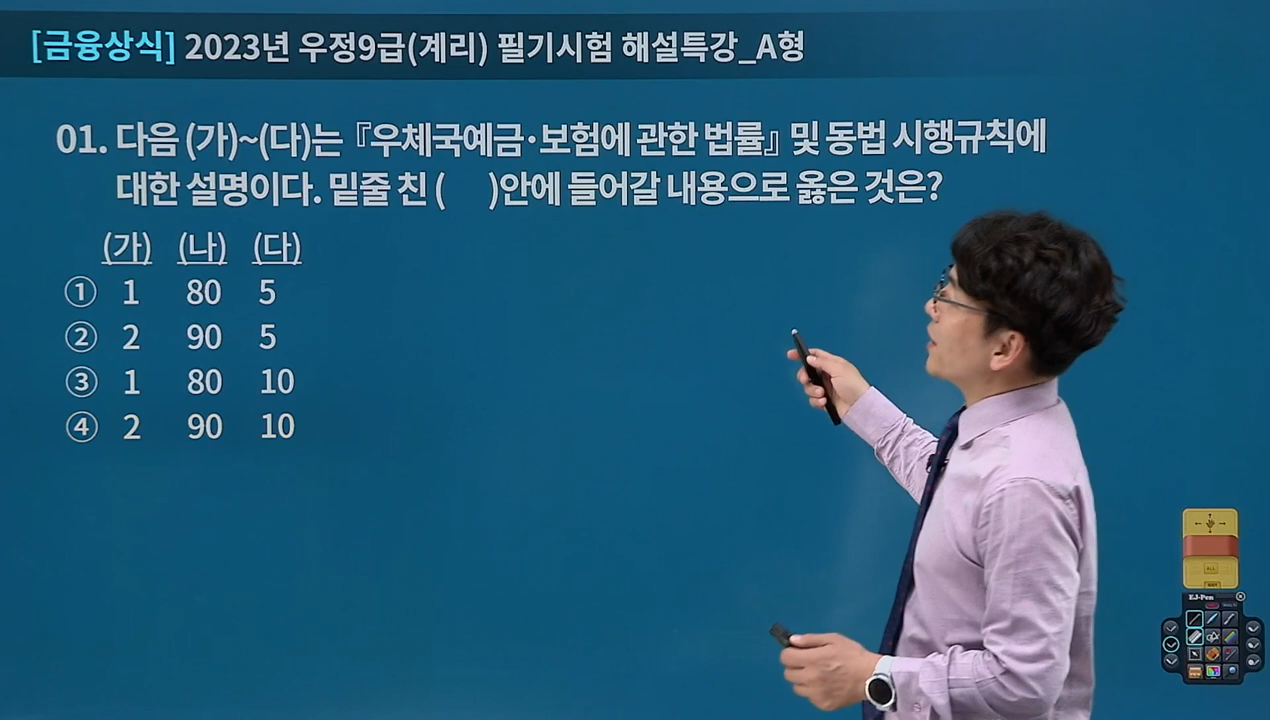 [금융상식] 2023년 우정9급(계리) 필기시험 해설특강_A형
01. 다음 (가)~(다)는 『우체국예금·보험에 관한 법률』 및 동법 시행규칙에
대한 설명이다. 밑줄 친 (    )안에 들어갈 내용으로 옳은 것은?
(가) (나) (다)
① 1 80 5
② 2 90 5
③ 1 80 10
④ 2 90 10
ALL
EJ-Pen